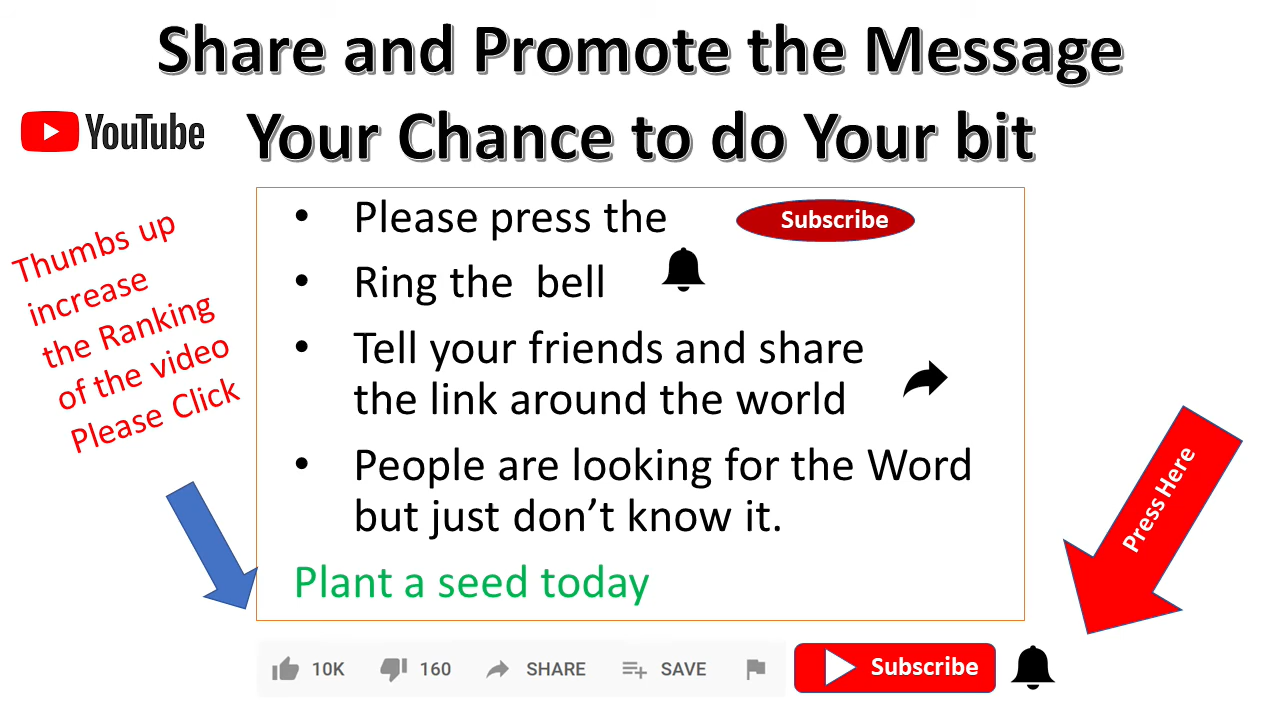 Share and Promote the Message
YouTube
Your Chance to do Your bit
Thumbs up
increase
the Ranking
of the video
Please Click
• Please press the Subscribe
• Ring the bell
• Tell your friends and share
the link around the world
• People are looking for the Word
but just don’t know it.
Plant a seed today
Press Here
10K 160 SHARE SAVE Subscribe